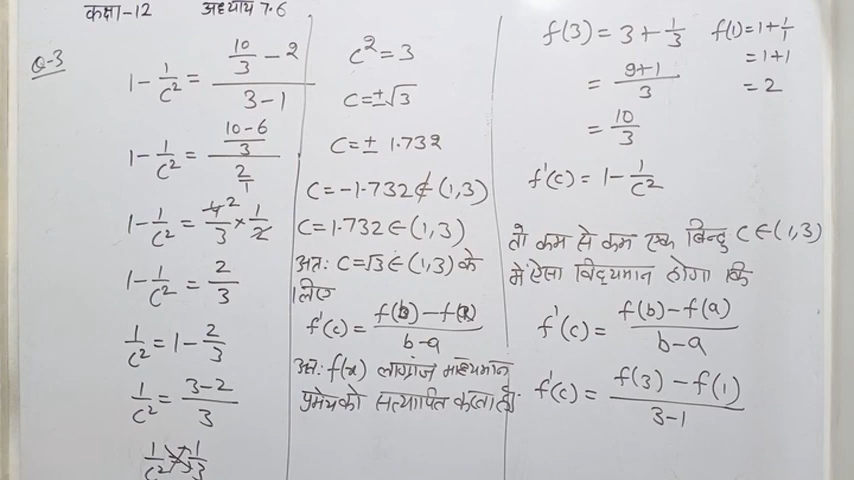 कक्षा-12 अध्याय 7.6
Q-3
1 - 1/c² = (10/3 - 2)/(3-1)
1 - 1/c² = ((10-6)/3)/(2/1)
1 - 1/c² = 4²/3 × 1/2
1 - 1/c² = 2/3
1/c² = 1 - 2/3
1/c² = (3-2)/3
1/c² = 1/3
c² = 3
c = ±√3
c = ± 1.732
c = -1.732 ∉ (1,3)
c = 1.732 ∈ (1,3)
अतः c = √3 ∈ (1,3) के
लिए
f'(c) = (f(b) - f(a))/(b-a)
अतः f(x) लाग्रांज माध्यमान
प्रमेय को सत्यापित करता है।
f(3) = 3 + 1/3 f(1) = 1 + 1/1
= (9+1)/3 = 1+1
= 10/3 = 2
f'(c) = 1 - 1/c²
तो कम से कम एक बिन्दु c ∈ (1,3)
में ऐसा विद्यमान होगा कि
f'(c) = (f(b) - f(a))/(b-a)
f'(c) = (f(3) - f(1))/(3-1)